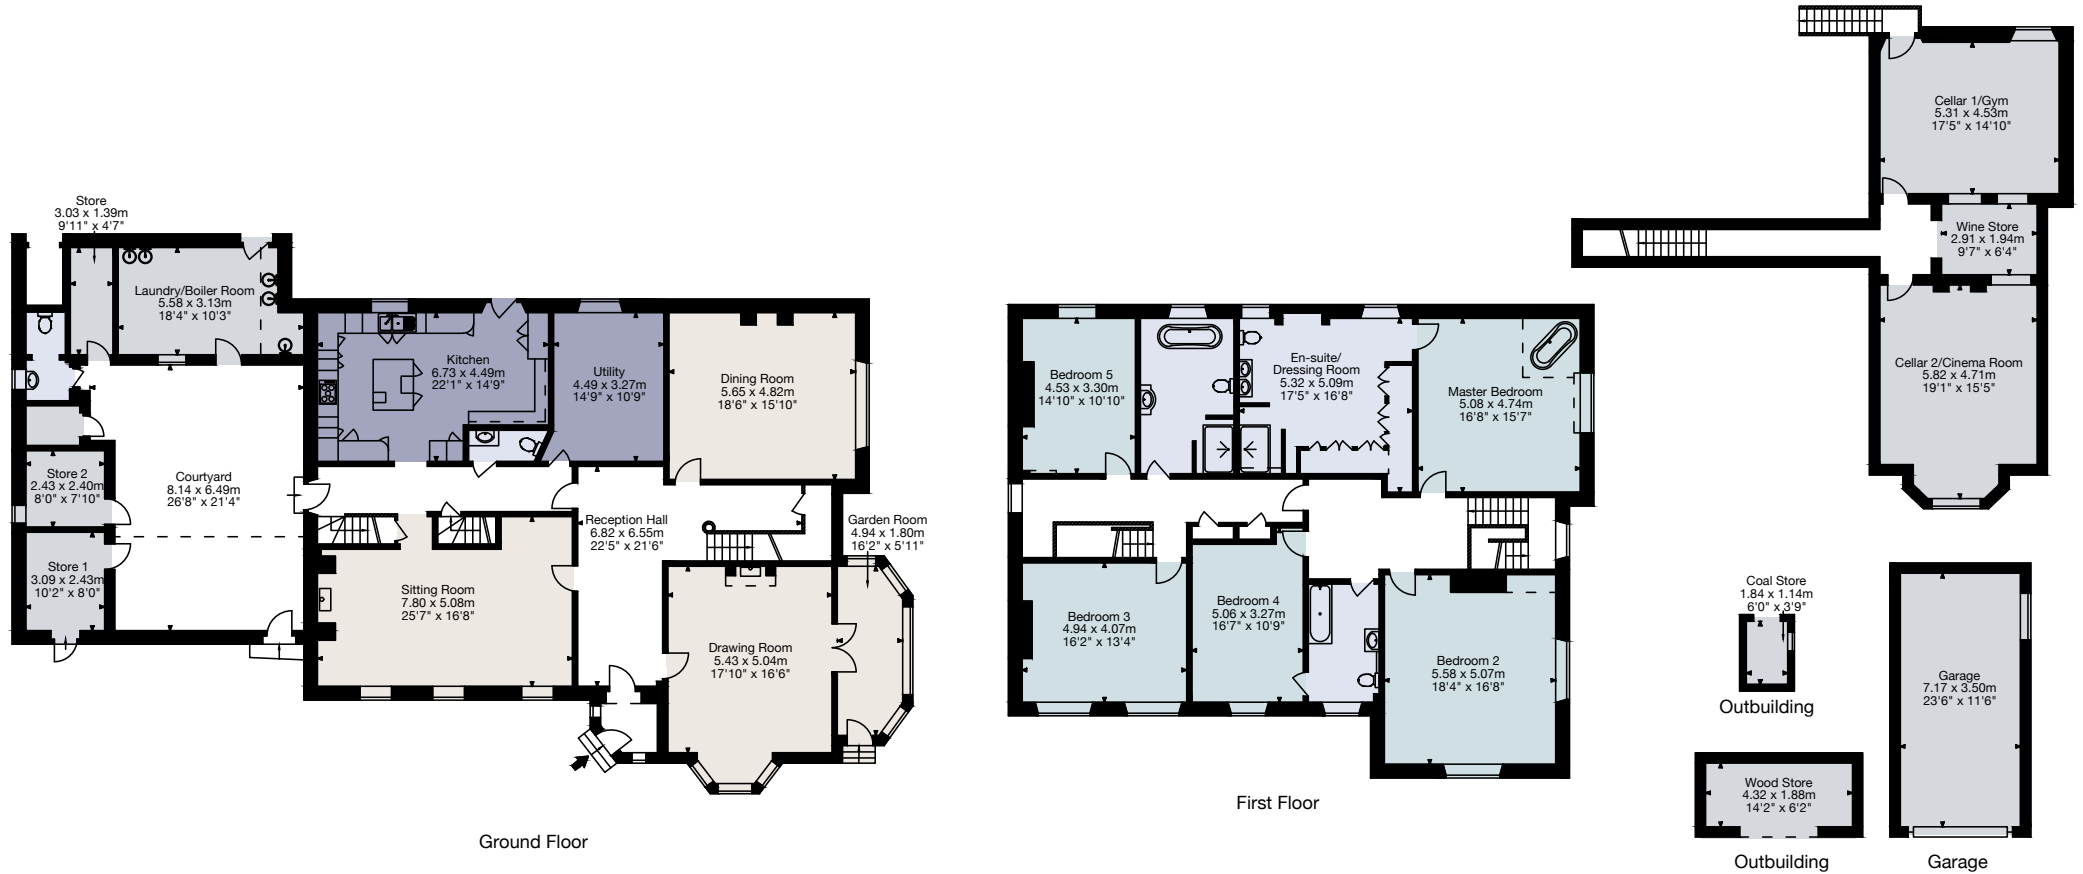 Store
3.03 x 1.39m
9'11" x 4'7"
Laundry/Boiler Room
5.58 x 3.13m
18'4" x 10'3"
Kitchen
6.73 x 4.49m
22'1" x 14'9"
Utility
4.49 x 3.27m
14'9" x 10'9"
Dining Room
5.65 x 4.82m
18'6" x 15'10"
Store 2
2.43 x 2.40m
8'0" x 7'10"
Courtyard
8.14 x 6.49m
26'8" x 21'4"
Store 1
3.09 x 2.43m
10'2" x 8'0"
Sitting Room
7.80 x 5.08m
25'7" x 16'8"
Reception Hall
6.82 x 6.55m
22'5" x 21'6"
Garden Room
4.94 x 1.80m
16'2" x 5'11"
Drawing Room
5.43 x 5.04m
17'10" x 16'6"
Ground Floor
Bedroom 5
4.53 x 3.30m
14'10" x 10'10"
En-suite/
Dressing Room
5.32 x 5.09m
17'5" x 16'8"
Master Bedroom
5.08 x 4.74m
16'8" x 15'7"
Bedroom 3
4.94 x 4.07m
16'2" x 13'4"
Bedroom 4
5.06 x 3.27m
16'7" x 10'9"
Bedroom 2
5.58 x 5.07m
18'4" x 16'8"
First Floor
Cellar 1/Gym
5.31 x 4.53m
17'5" x 14'10"
Wine Store
2.91 x 1.94m
9'7" x 6'4"
Cellar 2/Cinema Room
5.82 x 4.71m
19'1" x 15'5"
Coal Store
1.84 x 1.14m
6'0" x 3'9"
Outbuilding
Wood Store
4.32 x 1.88m
14'2" x 6'2"
Outbuilding
Garage
7.17 x 3.50m
23'6" x 11'6"
Garage